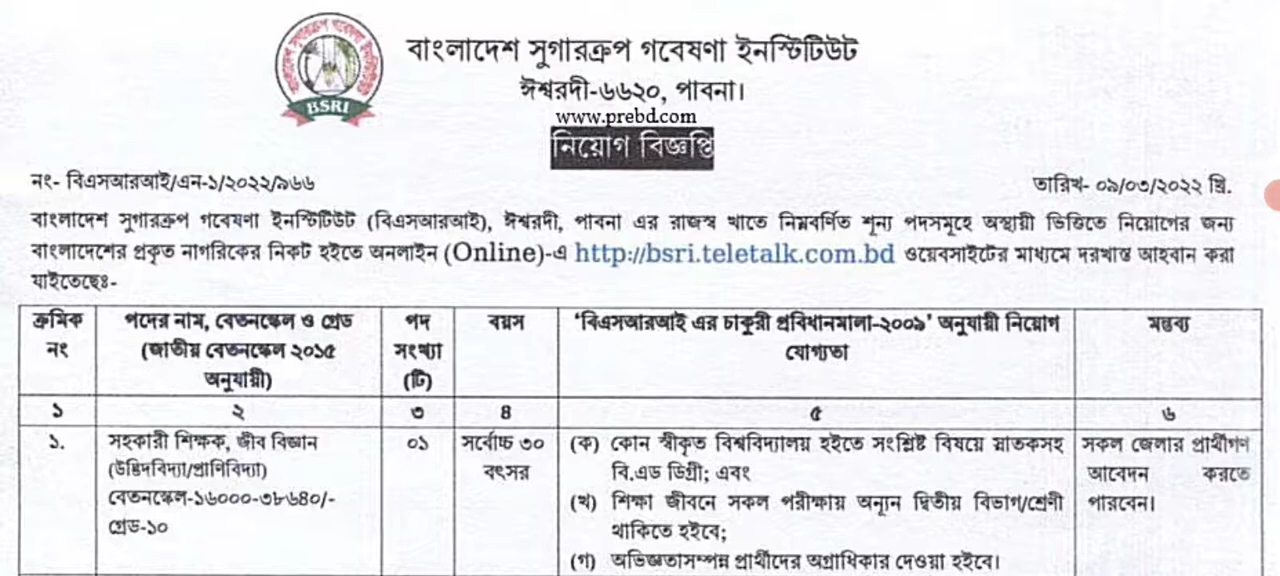 বাংলাদেশ সুগারক্রপ গবেষণা ইনস্টিটিউট
ঈশ্বরদী-৬৬২০, পাবনা।
www.prebd.com
নিয়োগ বিজ্ঞপ্তি
BSRI
নং- বিএসআরআই/এন-১/২০২২/৯৬৬ তারিখ- ০৯/০৩/২০২২ খ্রি.
বাংলাদেশ সুগারক্রপ গবেষণা ইনস্টিটিউট (বিএসআরআই), ঈশ্বরদী, পাবনা এর রাজস্ব খাতে নিম্নবর্ণিত শূন্য পদসমূহে অস্থায়ী ভিত্তিতে নিয়োগের জন্য
বাংলাদেশের প্রকৃত নাগরিকের নিকট হইতে অনলাইন (Online)-এ http://bsri.teletalk.com.bd ওয়েবসাইটের মাধ্যমে দরখাস্ত আহবান করা
যাইতেছেঃ-
ক্রমিক নং
পদের নাম, বেতনস্কেল ও গ্রেড
(জাতীয় বেতনস্কেল ২০১৫
অনুযায়ী)
পদ
সংখ্যা
(টি)
বয়স
‘বিএসআরআই এর চাকুরী প্রবিধানমালা-২০০৯’ অনুযায়ী নিয়োগ
যোগ্যতা
মন্তব্য
১ ২ ৩ ৪ ৫ ৬
১.
সহকারী শিক্ষক, জীব বিজ্ঞান
(উদ্ভিদবিদ্যা/প্রাণিবিদ্যা)
বেতনস্কেল-১৬০০০-৩৮৬৪০/-
গ্রেড-১০
০১
সর্বোচ্চ ৩০
বৎসর
(ক) কোন স্বীকৃত বিশ্ববিদ্যালয় হইতে সংশ্লিষ্ট বিষয়ে স্নাতকসহ
বি.এড ডিগ্রী; এবং
(খ) শিক্ষা জীবনে সকল পরীক্ষায় অন্যূন দ্বিতীয় বিভাগ/শ্রেণী
থাকিতে হইবে;
(গ) অভিজ্ঞতাসম্পন্ন প্রার্থীদের অগ্রাধিকার দেওয়া হইবে।
সকল জেলার প্রার্থীগণ
আবেদন করতে
পারবেন।